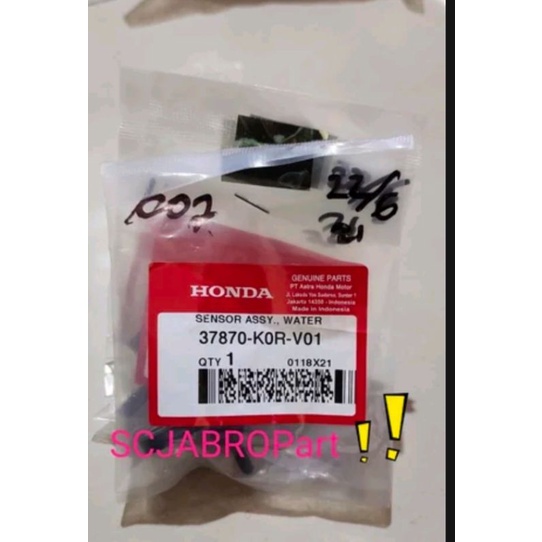 GENUINE PARTS
PT Astra Honda Motor
Jakarta 14350 - Indonesia
Made in Indonesia
HONDA
SENSOR ASSY., WATER
37870-K0R-V01
QTY 1
0118X21
SCJABROPart !!